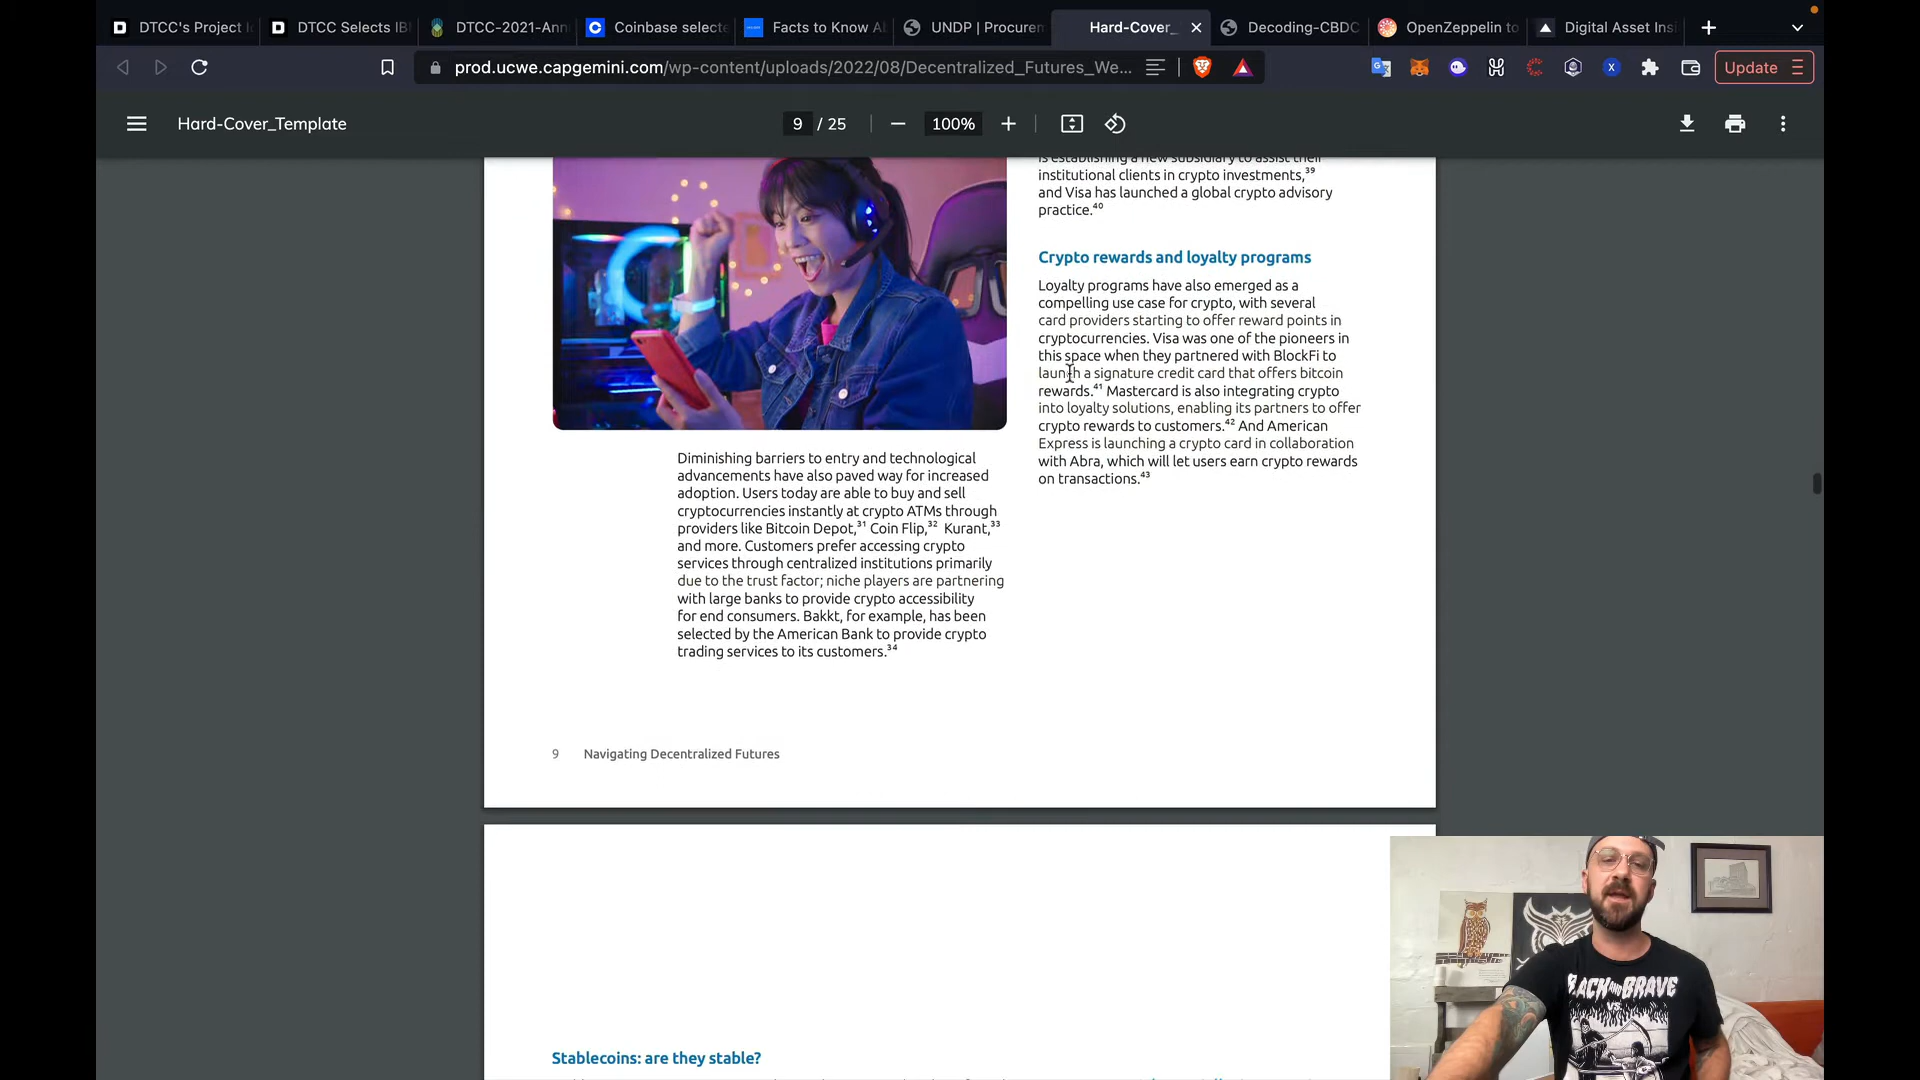 DTCC's Project I
DTCC Selects IB
DTCC-2021-Ann
Coinbase selecte
Facts to Know A
UNDP | Procuren
Hard-Cover_
Decoding-CBDC
OpenZeppelin to
Digital Asset Insi
prod.ucwe.capgemini.com/wp-content/uploads/2022/08/Decentralized_Futures_We...
Update
Hard-Cover_Template
9 / 25
100%
is establishing a new subsidiary to assist their
institutional clients in crypto investments,³⁹
and Visa has launched a global crypto advisory
practice.⁴⁰
Crypto rewards and loyalty programs
Loyalty programs have also emerged as a
compelling use case for crypto, with several
card providers starting to offer reward points in
cryptocurrencies. Visa was one of the pioneers in
this space when they partnered with BlockFi to
launch a signature credit card that offers bitcoin
rewards.⁴¹ Mastercard is also integrating crypto
into loyalty solutions, enabling its partners to offer
crypto rewards to customers.⁴² And American
Express is launching a crypto card in collaboration
with Abra, which will let users earn crypto rewards
on transactions.⁴³
Diminishing barriers to entry and technological
advancements have also paved way for increased
adoption. Users today are able to buy and sell
cryptocurrencies instantly at crypto ATMs through
providers like Bitcoin Depot,³¹ Coin Flip,³² Kurant,³³
and more. Customers prefer accessing crypto
services through centralized institutions primarily
due to the trust factor; niche players are partnering
with large banks to provide crypto accessibility
for end consumers. Bakkt, for example, has been
selected by the American Bank to provide crypto
trading services to its customers.³⁴
9 Navigating Decentralized Futures
Stablecoins: are they stable?
BRAVE
VS.